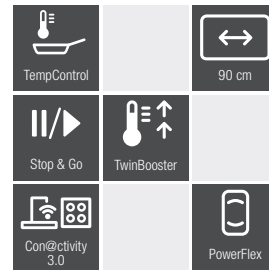 TempControl
90 cm
Stop & Go
TwinBooster
Con@ctivity
3.0
PowerFlex